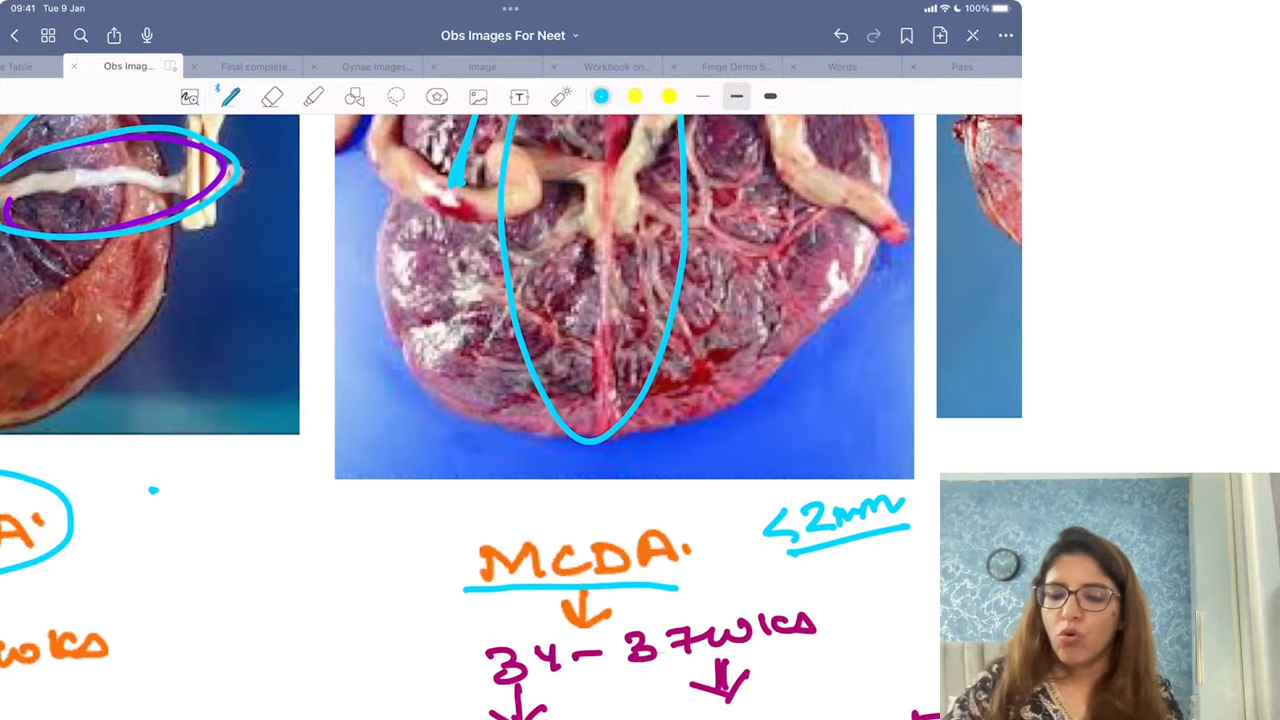 09:41 Tue 9 Jan
100%
Obs Images For Neet
e Table
Obs Imag...
Final complete...
Gynae Images...
Image
Workbook on...
Fmge Demo S...
Words
Pass
T
A.
<2mm
MCDA.
34-37wks
wks